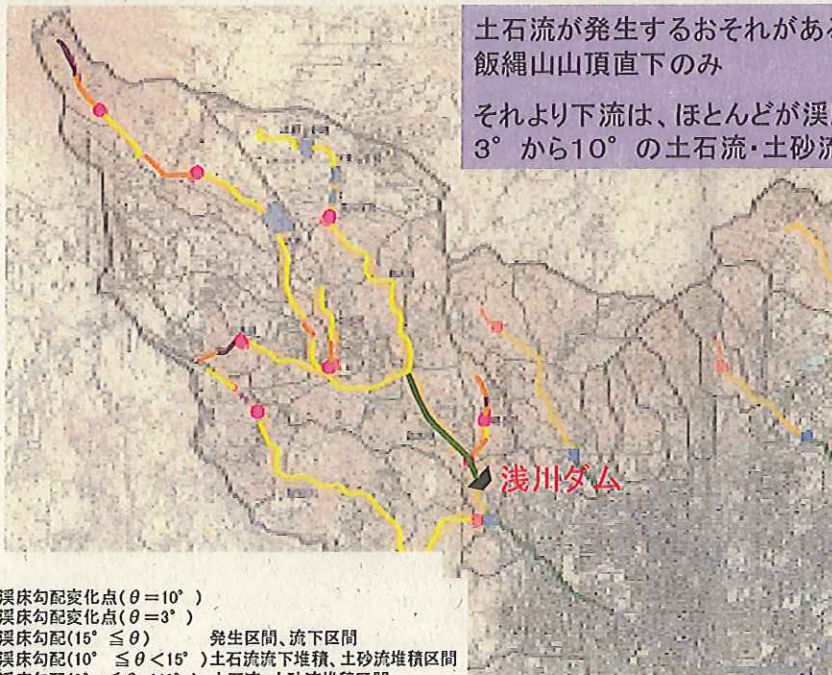 土石流が発生するおそれがある
飯縄山山頂直下のみ
それより下流は、ほとんどが渓
3°から10°の土石流・土砂流
浅川ダム
渓床勾配変化点(θ=10°)
渓床勾配変化点(θ=3°)
渓床勾配(15°≦θ) 発生区間、流下区間
渓床勾配(10°≦θ<15°)土石流流下堆積、土砂流堆積区間